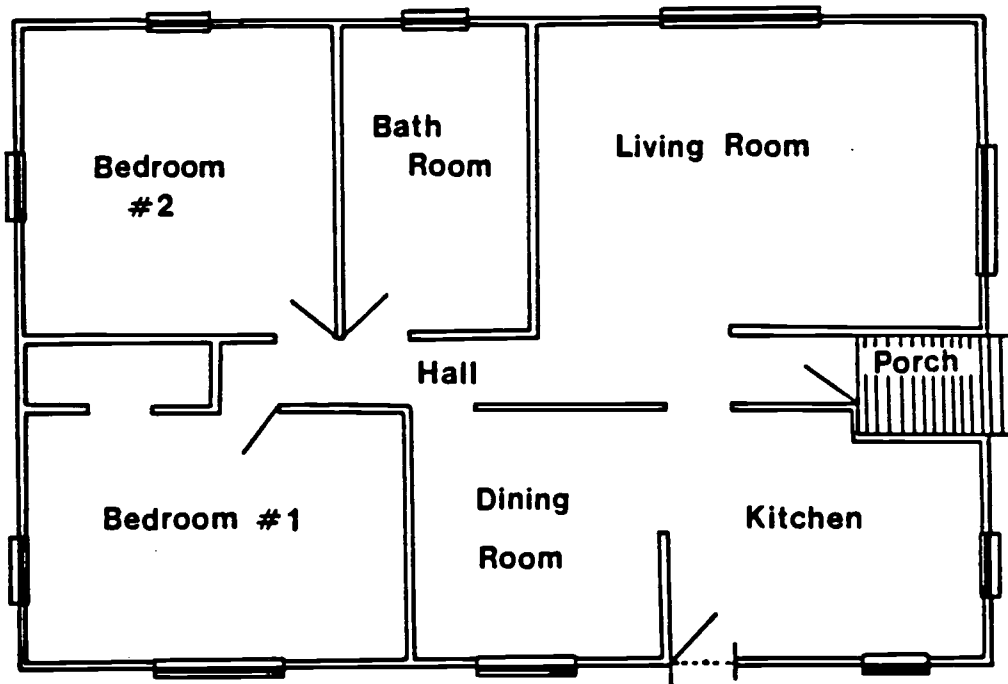 Bath
Room
Living Room
Bedroom
#2
Porch
Hall
Bedroom #1
Dining
Room
Kitchen